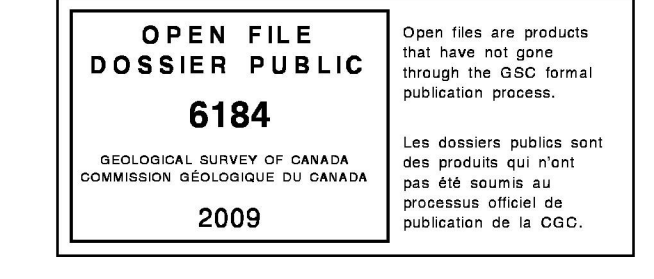 OPEN FILE
DOSSIER PUBLIC
6184
GEOLOGICAL SURVEY OF CANADA
COMMISSION GÉOLOGIQUE DU CANADA
2009
Open files are products
that have not gone
through the GSC formal
publication process.
Les dossiers publics sont
des produits qui n'ont
pas été soumis au
processus officiel de
publication de la CGC.